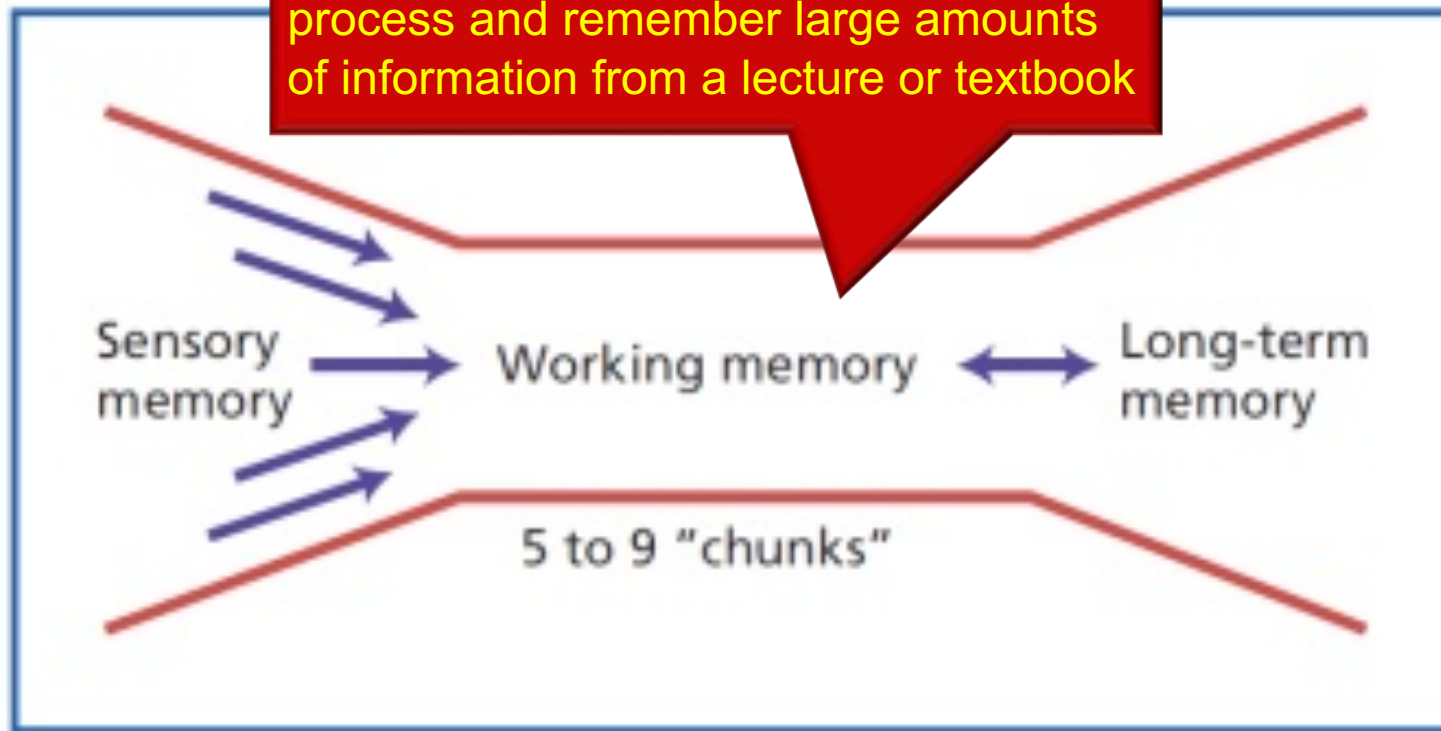 process and remember large amounts
of information from a lecture or textbook
Sensory
memory
Working memory
Long-term
memory
5 to 9 “chunks”